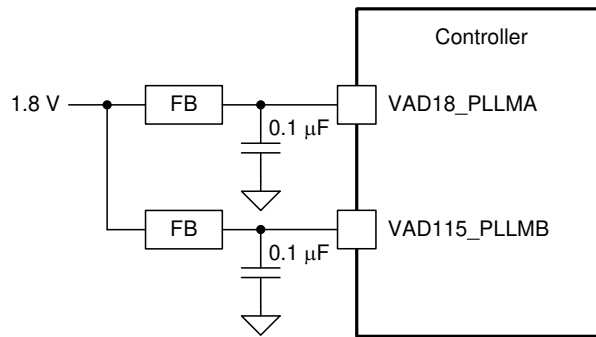 Controller
1.8 V
FB
VAD18_PLLMA
0.1 μF
FB
VAD115_PLLMB
0.1 μF